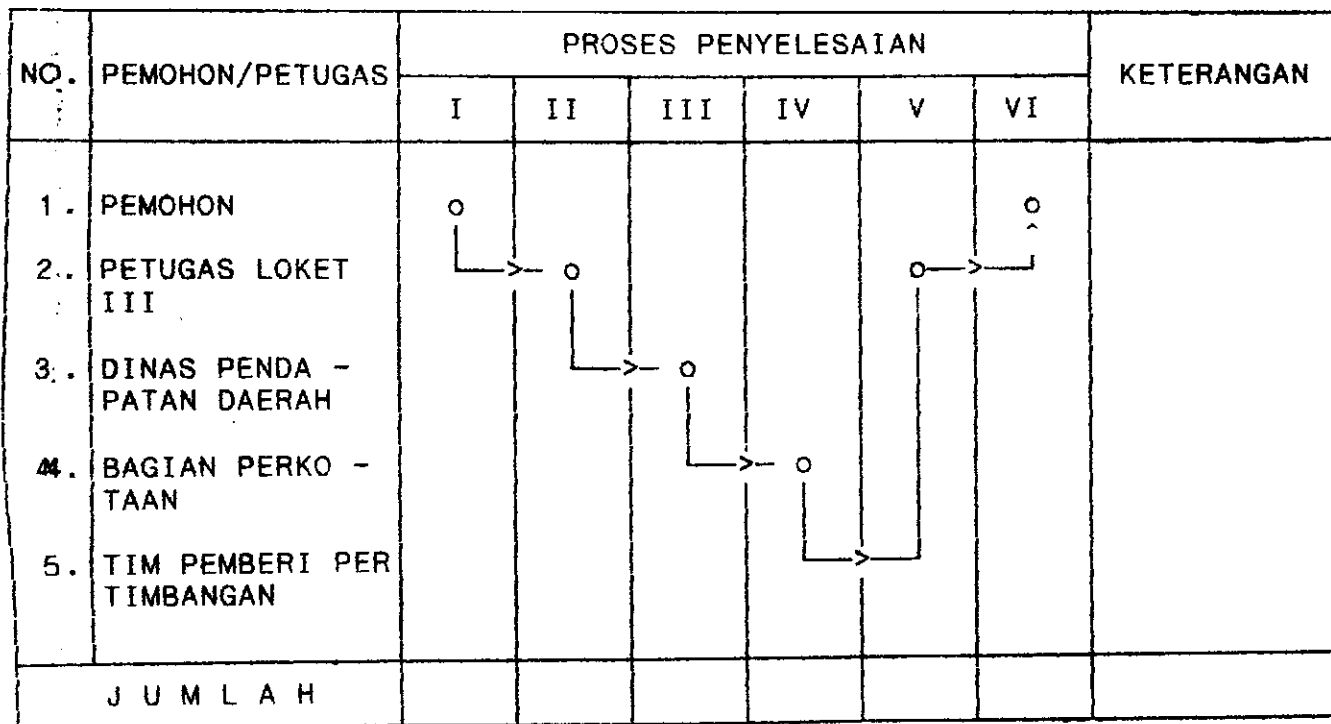 PROSES PENYELESAIAN
NO. PEMOHON/PETUGAS KETERANGAN
I II III IV V VI
1. PEMOHON
2. PETUGAS LOKET
III
3. DINAS PENDA -
PATAN DAERAH
4. BAGIAN PERKO -
TAAN
5. TIM PEMBERI PER
TIMBANGAN
J U M L A H